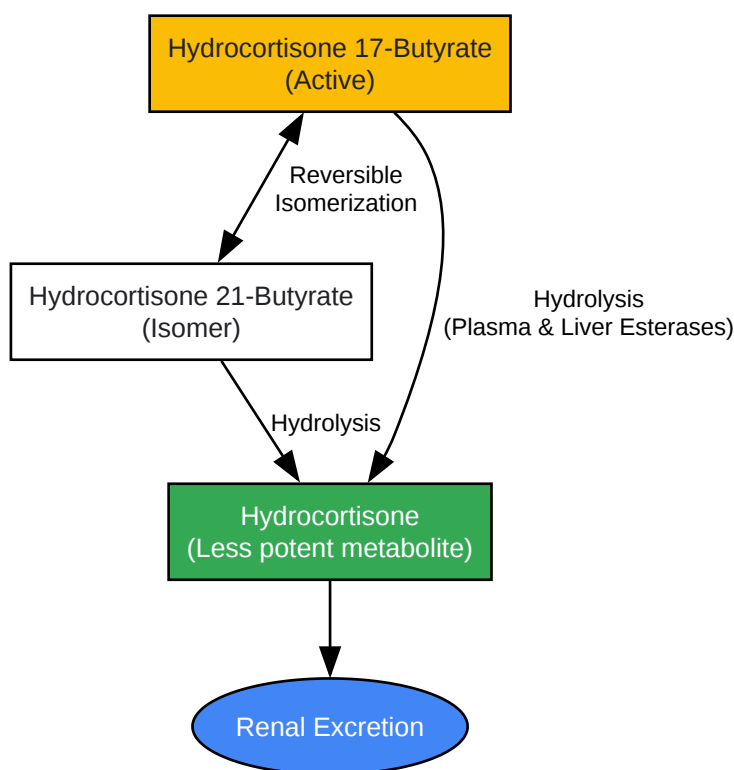 Hydrocortisone 17-Butyrate
(Active)
Reversible
Isomerization
Hydrocortisone 21-Butyrate
(Isomer)
Hydrolysis
(Plasma & Liver Esterases)
Hydrolysis
Hydrocortisone
(Less potent metabolite)
Renal Excretion